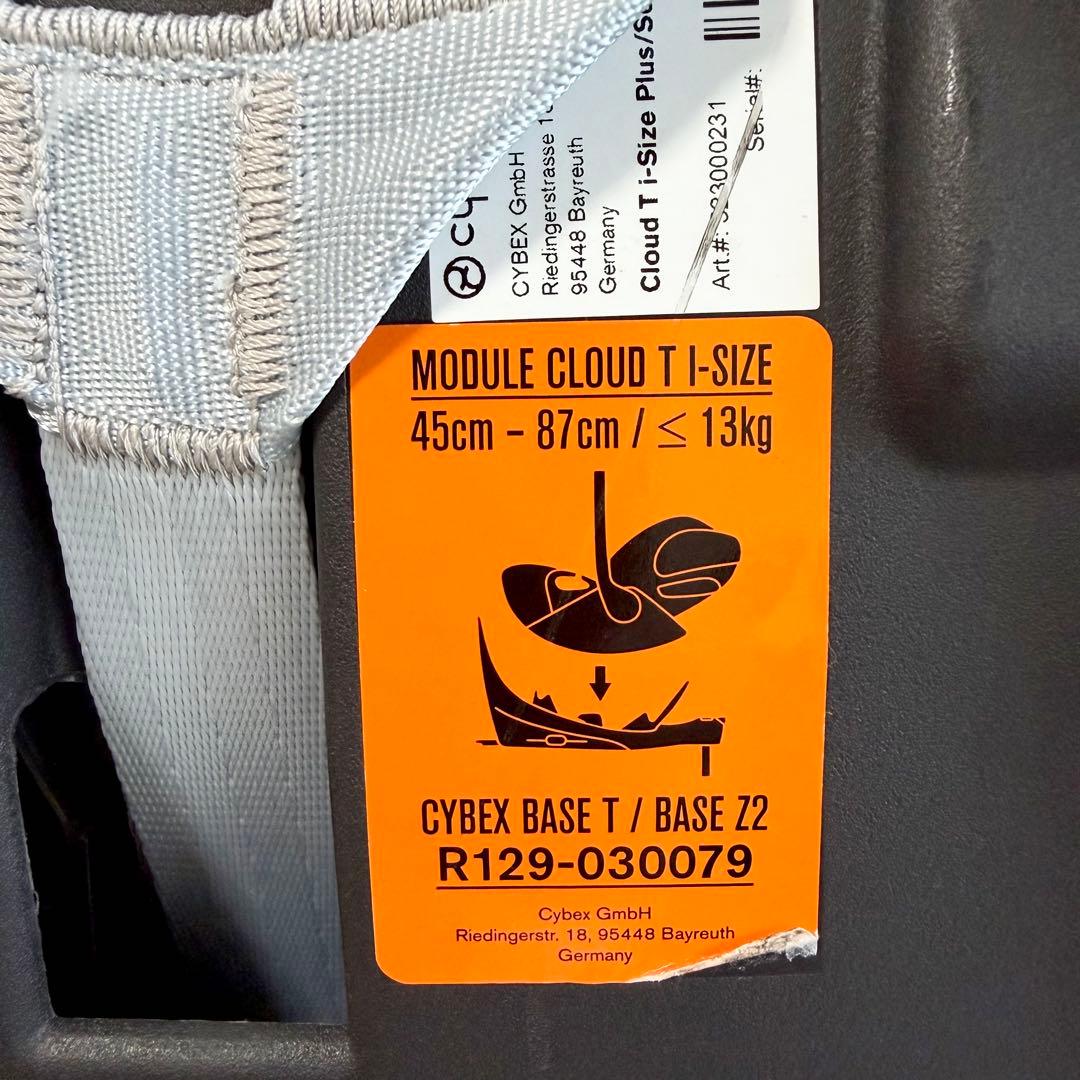 CYBEX GmbH
Riedingerstrasse
95448 Bayreuth
Germany
Cloud T i-Size Plus/
Art.#:
Serial#:
MODULE CLOUD T I-SIZE
45cm – 87cm / ≤ 13kg
CYBEX BASE T / BASE Z2
R129-030079
Cybex GmbH
Riedingerstr. 18, 95448 Bayreuth
Germany